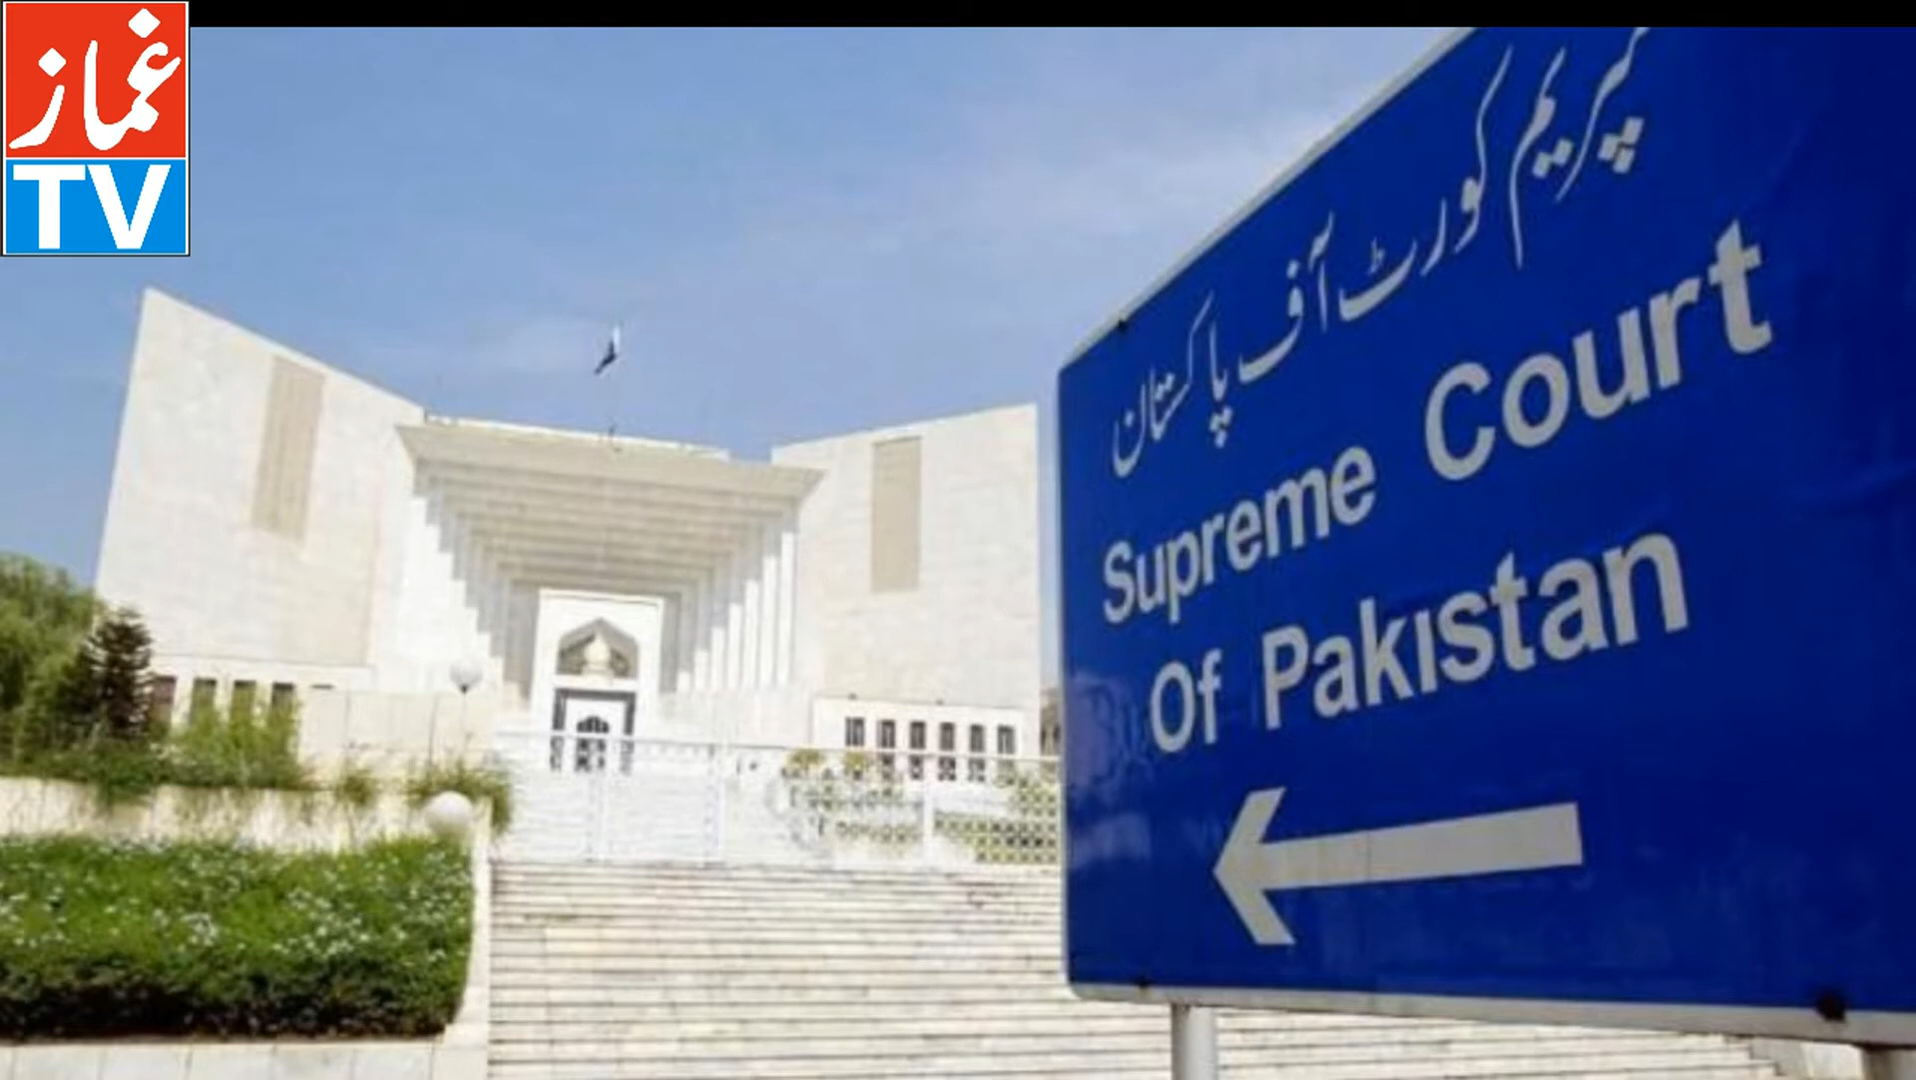 غماز
TV
سپریم کورٹ آف پاکستان
Supreme Court
Of Pakistan